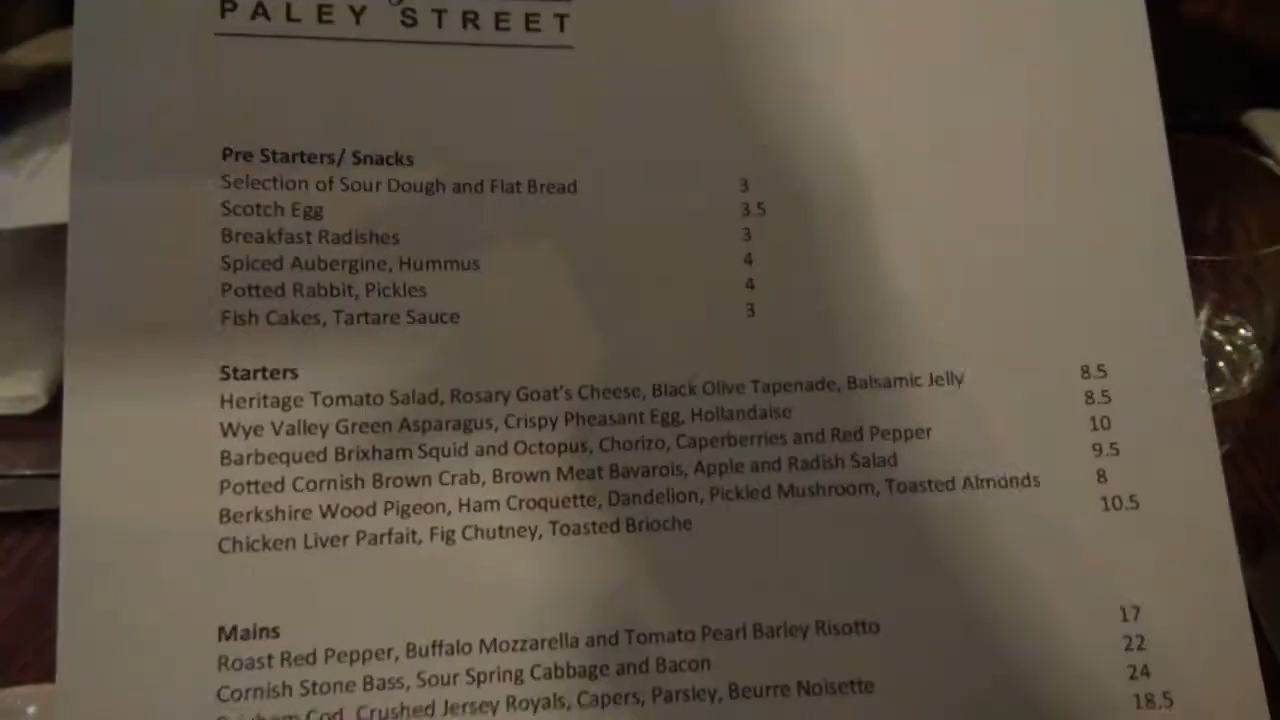 PALEY STREET
Pre Starters/ Snacks
Selection of Sour Dough and Flat Bread 3
Scotch Egg 3.5
Breakfast Radishes 3
Spiced Aubergine, Hummus 4
Potted Rabbit, Pickles 4
Fish Cakes, Tartare Sauce 3
Starters
Heritage Tomato Salad, Rosary Goat's Cheese, Black Olive Tapenade, Balsamic Jelly 8.5
Wye Valley Green Asparagus, Crispy Pheasant Egg, Hollandaise 8.5
Barbequed Brixham Squid and Octopus, Chorizo, Caperberries and Red Pepper 10
Potted Cornish Brown Crab, Brown Meat Bavarois, Apple and Radish Salad 9.5
Berkshire Wood Pigeon, Ham Croquette, Dandelion, Pickled Mushroom, Toasted Almonds 8
Chicken Liver Parfait, Fig Chutney, Toasted Brioche 10.5
Mains
Roast Red Pepper, Buffalo Mozzarella and Tomato Pearl Barley Risotto 17
Cornish Stone Bass, Sour Spring Cabbage and Bacon 22
Cod, Crushed Jersey Royals, Capers, Parsley, Beurre Noisette 24
18.5